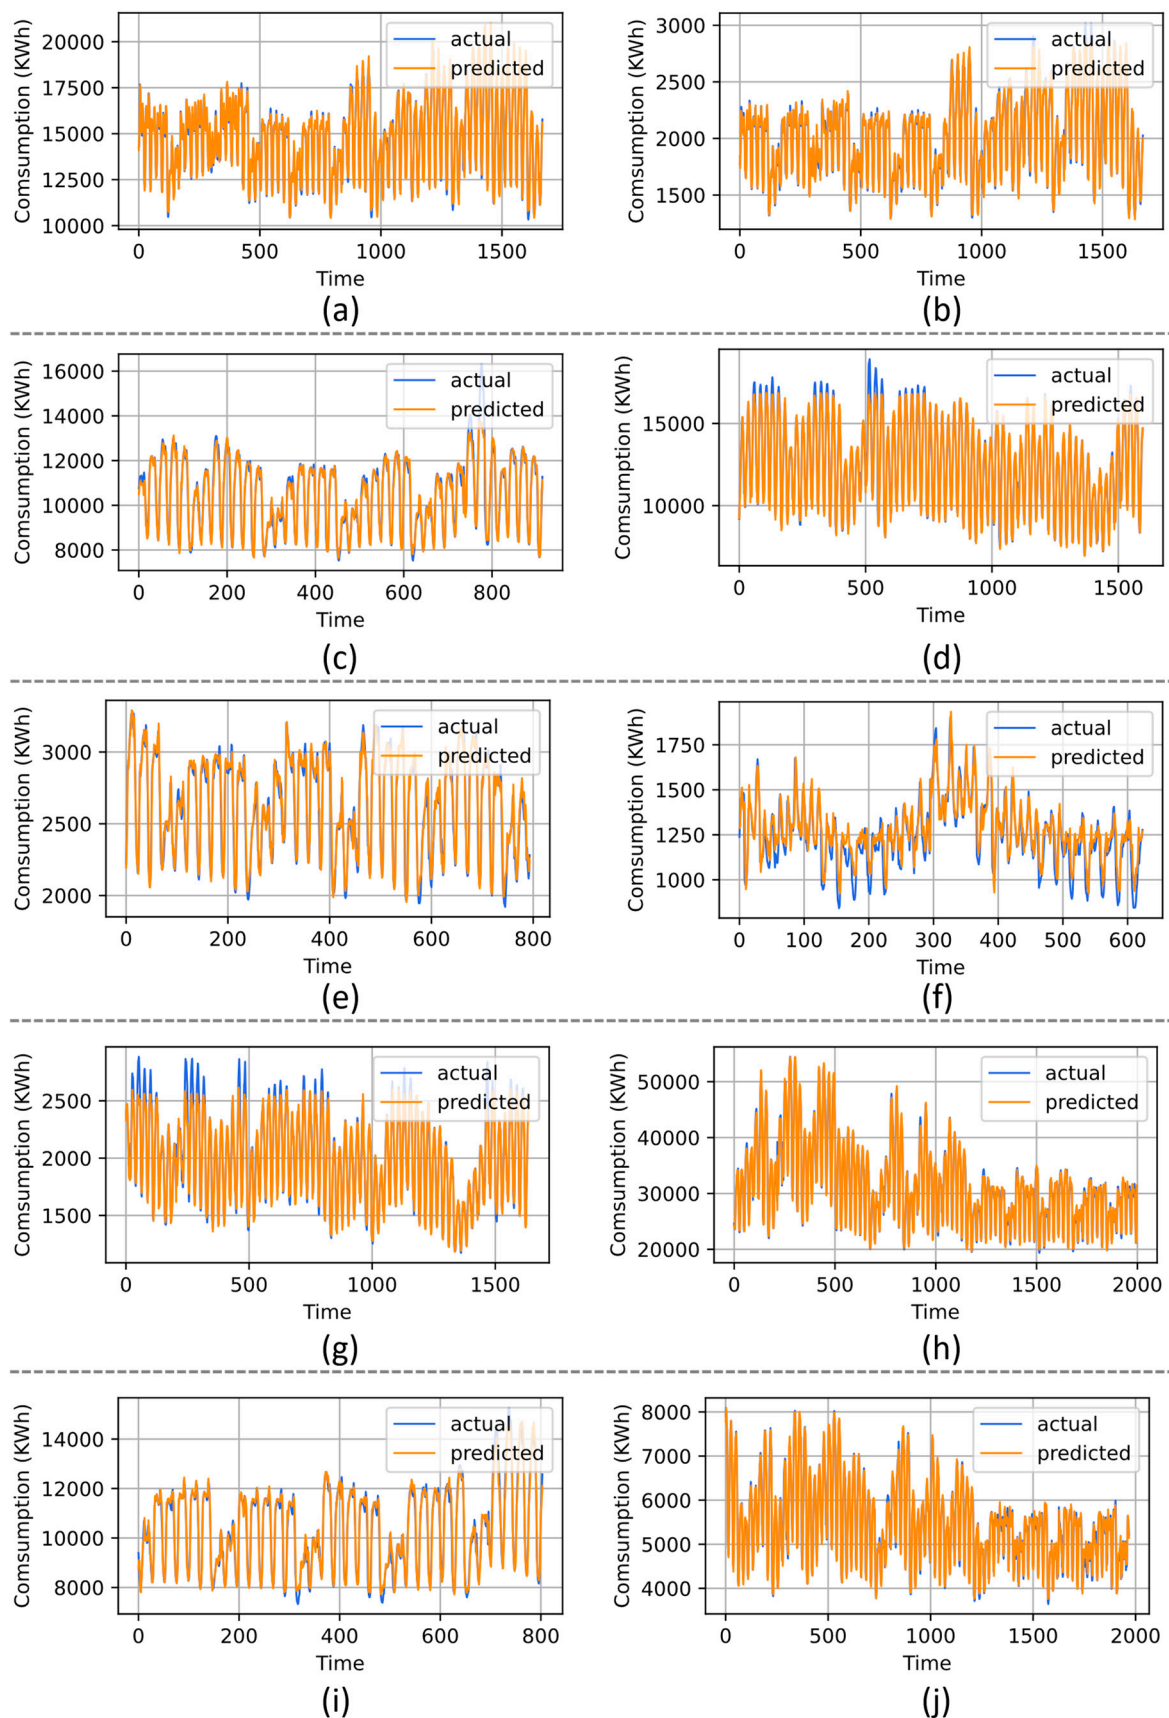 20000
17500
15000
12500
10000
Comsumption (KWh)
actual
predicted
0 500 1000 1500
Time
(a)
3000
2500
2000
1500
Comsumption (KWh)
actual
predicted
0 500 1000 1500
Time
(b)
16000
14000
12000
10000
8000
Comsumption (KWh)
actual
predicted
0 200 400 600 800
Time
(c)
15000
10000
Comsumption (KWh)
actual
predicted
0 500 1000 1500
Time
(d)
3000
2500
2000
Comsumption (KWh)
actual
predicted
0 200 400 600 800
Time
(e)
1750
1500
1250
1000
Comsumption (KWh)
actual
predicted
0 100 200 300 400 500 600
Time
(f)
2500
2000
1500
Comsumption (KWh)
actual
predicted
0 500 1000 1500
Time
(g)
50000
40000
30000
20000
Comsumption (KWh)
actual
predicted
0 500 1000 1500 2000
Time
(h)
14000
12000
10000
8000
Comsumption (KWh)
actual
predicted
0 200 400 600 800
Time
(i)
8000
7000
6000
5000
4000
Comsumption (KWh)
actual
predicted
0 500 1000 1500 2000
Time
(j)